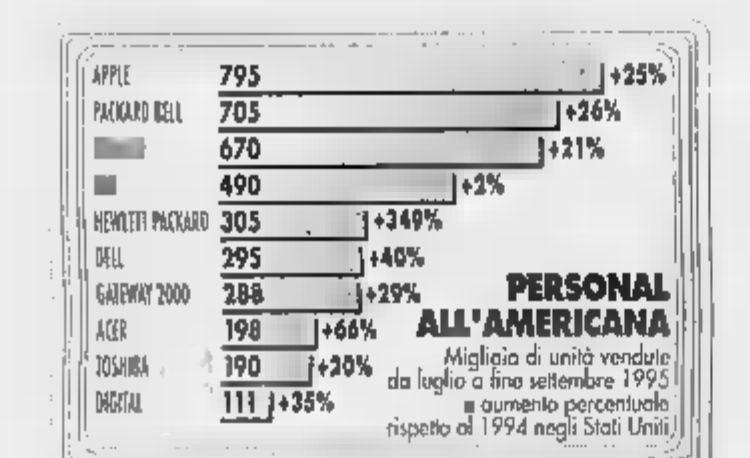 APPLE 795 +25%
PACKARD BELL 705 +26%
670 +21%
490 +2%
HEWLETT PACKARD 305 +349%
DELL 295 +40%
GATEWAY 2000 288 +29%
ACER 198 +66%
TOSHIBA 190 +20%
DIGITAL 111 +35%
PERSONAL
ALL'AMERICANA
Migliaia di unità vendute
da luglio a fine settembre 1995
■ aumento percentuale
rispetto al 1994 negli Stati Uniti